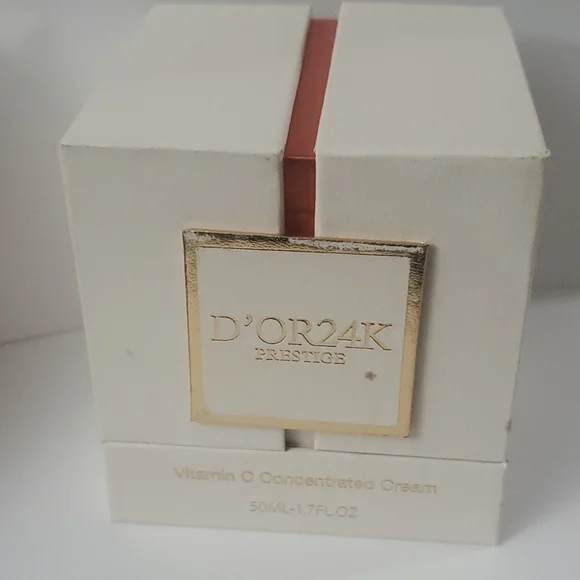 D'OR24K
PRESTIGE
Vitamin C Concentrated Cream
50ML-1.7FL.OZ